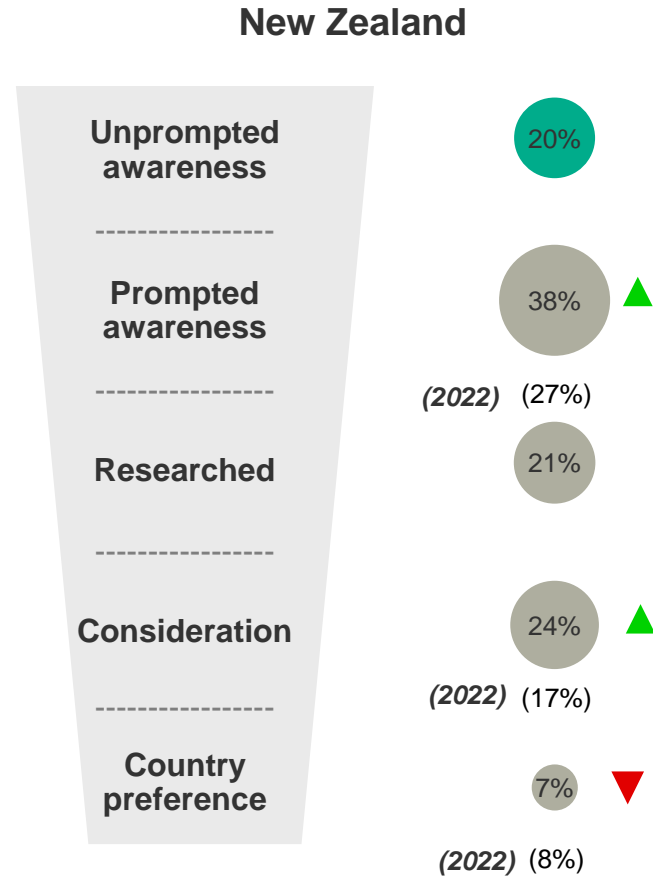 New Zealand
Unprompted
awareness
20%
-----------------
Prompted
awareness
38%
-----------------
(2022) (27%)
Researched
21%
-----------------
Consideration
24%
-----------------
(2022) (17%)
Country
preference
7%
(2022) (8%)